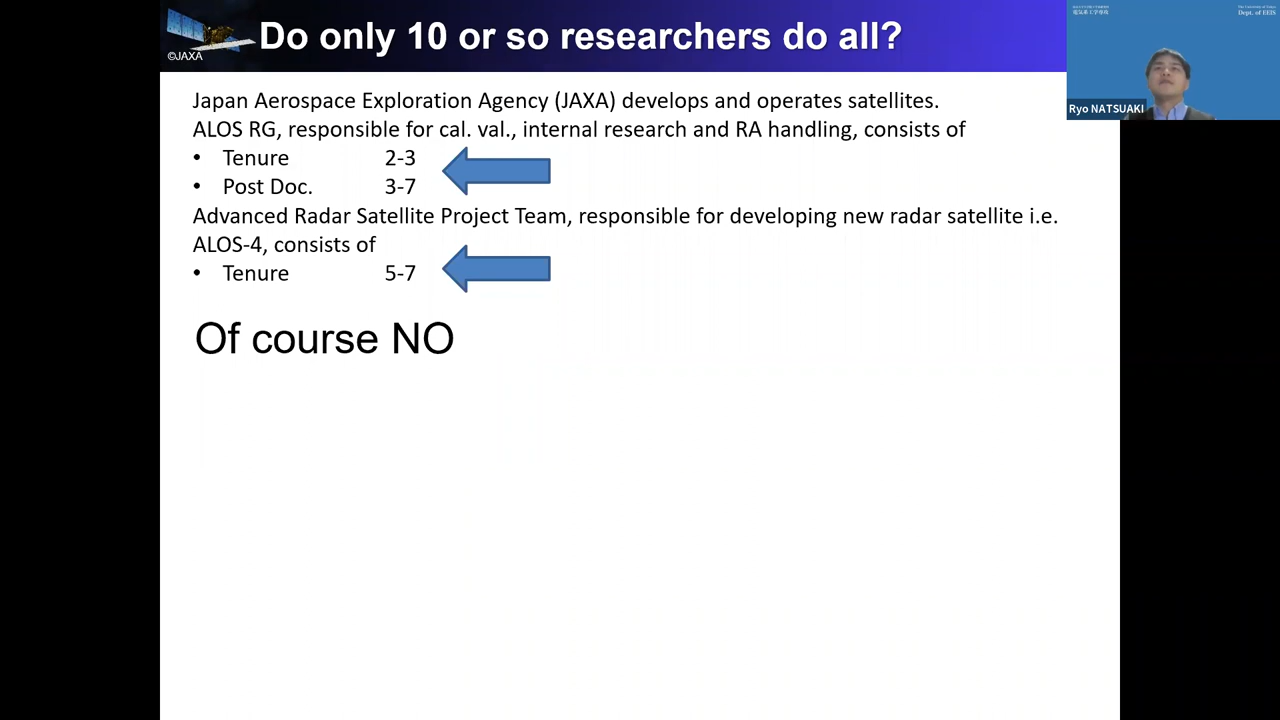 Do only 10 or so researchers do all?
©JAXA
Japan Aerospace Exploration Agency (JAXA) develops and operates satellites.
ALOS RG, responsible for cal. val., internal research and RA handling, consists of
• Tenure 2-3
• Post Doc. 3-7
Advanced Radar Satellite Project Team, responsible for developing new radar satellite i.e.
ALOS-4, consists of
• Tenure 5-7
Of course NO
Dept. of EEIS
Ryo NATSUAKI